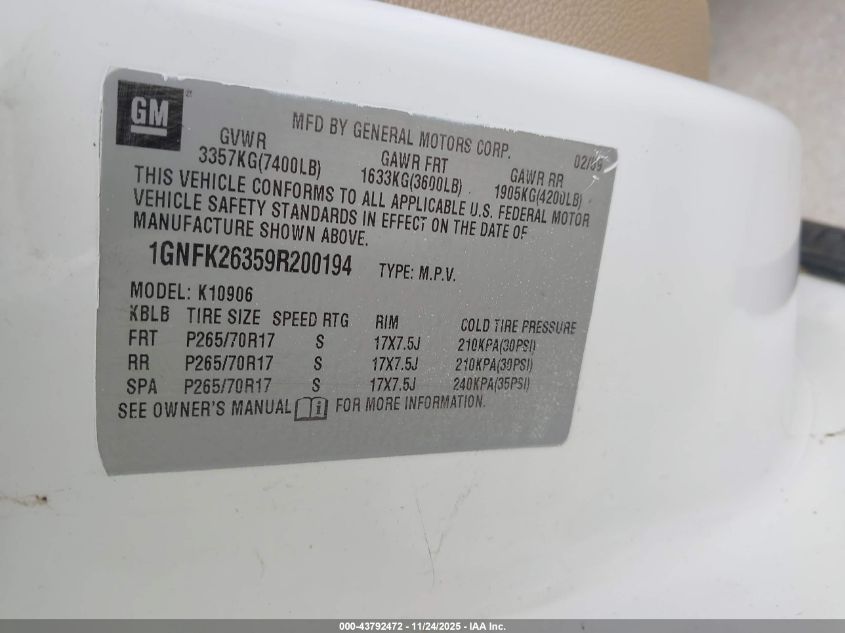 GM
MFD BY GENERAL MOTORS CORP. 02/09
GVWR GAWR FRT GAWR RR
3357KG(7400LB) 1633KG(3600LB) 1905KG(4200LB)
THIS VEHICLE CONFORMS TO ALL APPLICABLE U.S. FEDERAL MOTOR
VEHICLE SAFETY STANDARDS IN EFFECT ON THE DATE OF
MANUFACTURE SHOWN ABOVE.
1GNFK26359R200194 TYPE: M.P.V.
MODEL: K10906
KBLB TIRE SIZE SPEED RTG RIM COLD TIRE PRESSURE
FRT P265/70R17 S 17X7.5J 210KPA(30PSI)
RR P265/70R17 S 17X7.5J 210KPA(30PSI)
SPA P265/70R17 S 17X7.5J 240KPA(35PSI)
SEE OWNER'S MANUAL i FOR MORE INFORMATION.
000-43792472 - 11/24/2025 - IAA Inc.